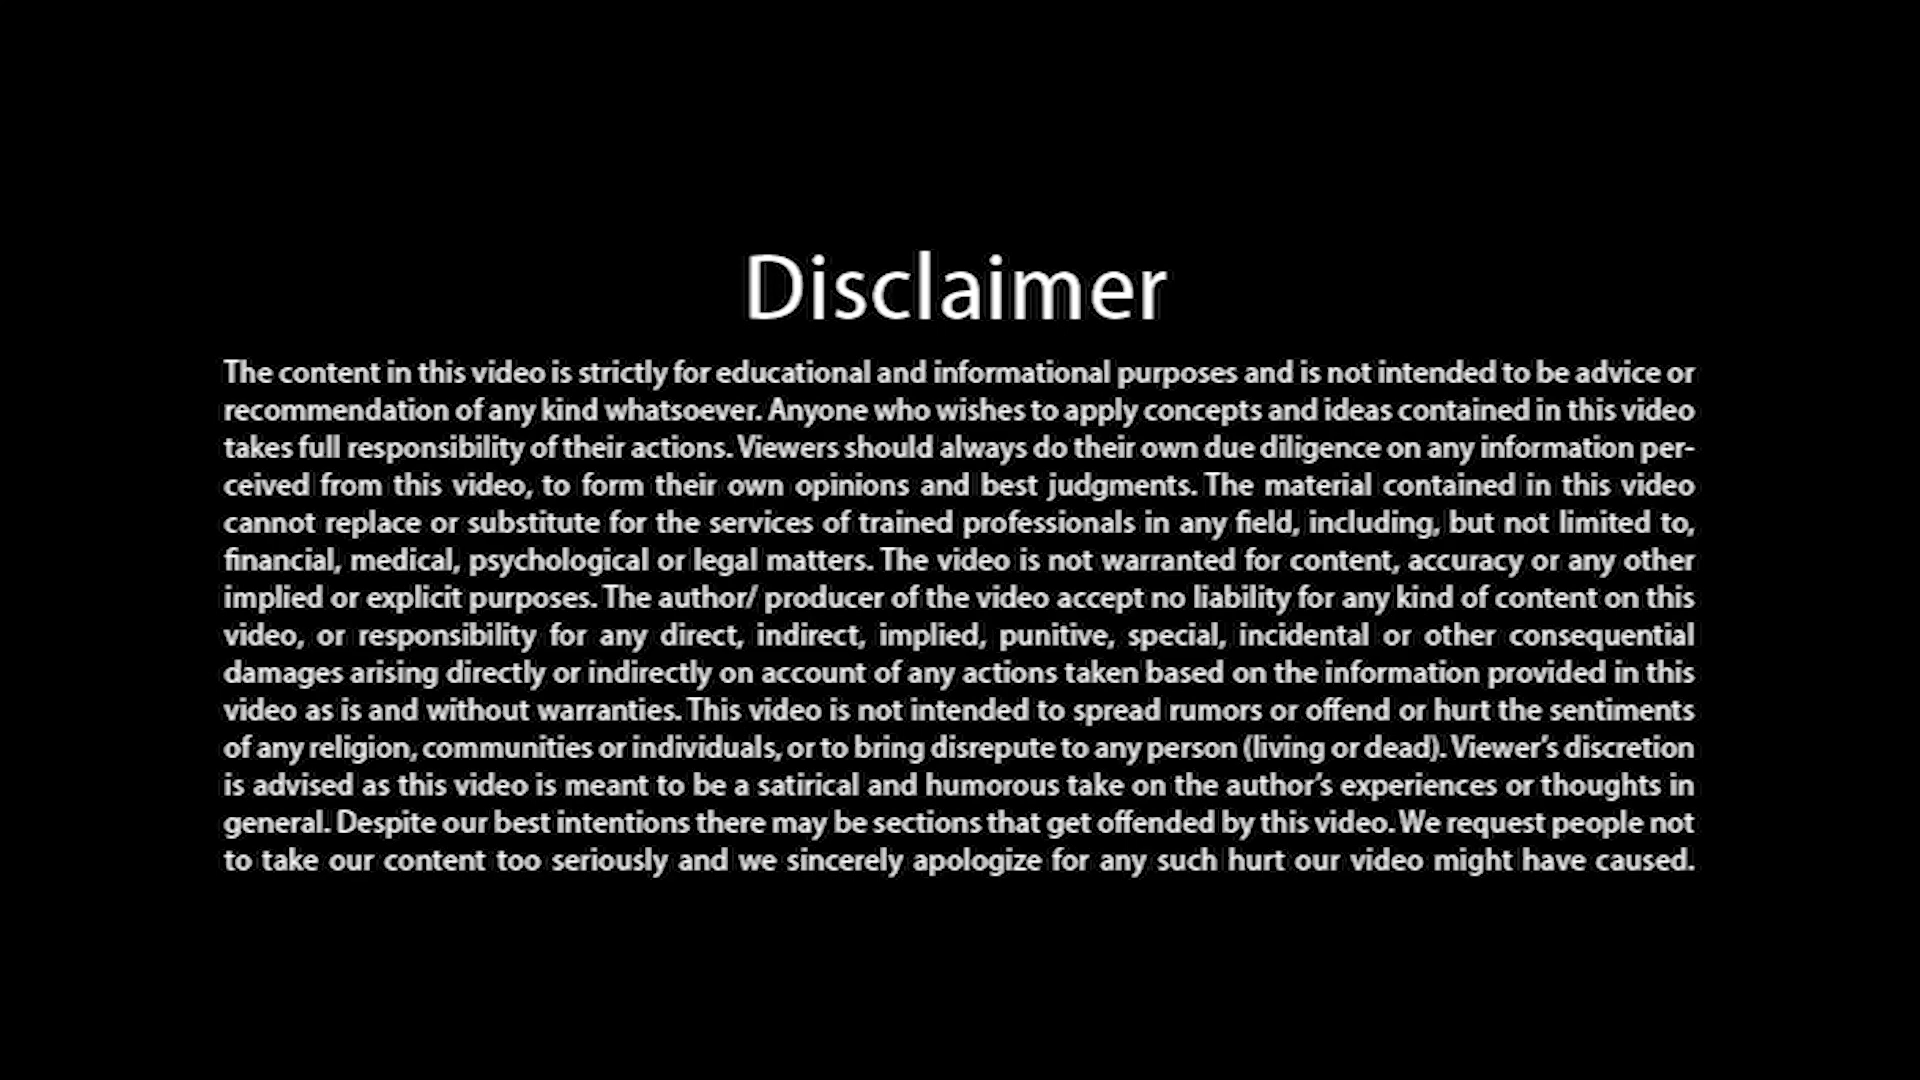 Disclaimer
The content in this video is strictly for educational and informational purposes and is not intended to be advice or
recommendation of any kind whatsoever. Anyone who wishes to apply concepts and ideas contained in this video
takes full responsibility of their actions. Viewers should always do their own due diligence on any information per-
ceived from this video, to form their own opinions and best judgments. The material contained in this video
cannot replace or substitute for the services of trained professionals in any field, including, but not limited to,
financial, medical, psychological or legal matters. The video is not warranted for content, accuracy or any other
implied or explicit purposes. The author/ producer of the video accept no liability for any kind of content on this
video, or responsibility for any direct, indirect, implied, punitive, special, incidental or other consequential
damages arising directly or indirectly on account of any actions taken based on the information provided in this
video as is and without warranties. This video is not intended to spread rumors or offend or hurt the sentiments
of any religion, communities or individuals, or to bring disrepute to any person (living or dead). Viewer’s discretion
is advised as this video is meant to be a satirical and humorous take on the author’s experiences or thoughts in
general. Despite our best intentions there may be sections that get offended by this video. We request people not
to take our content too seriously and we sincerely apologize for any such hurt our video might have caused.